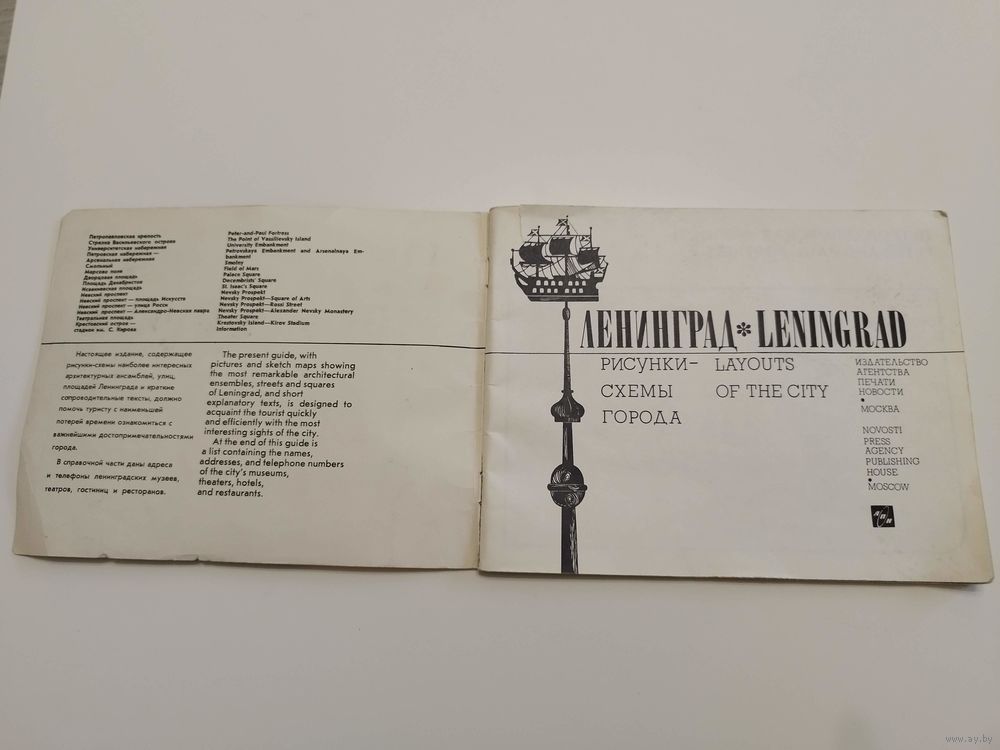 Петропавловская крепость
Стрелка Васильевского острова
Университетская набережная
Петровская набережная —
Арсенальная набережная
Смольный
Марсово поле
Дворцовая площадь
Площадь Декабристов
Исаакиевская площадь
Невский проспект
Невский проспект — площадь Искусств
Невский проспект — улица Росси
Невский проспект — Александро-Невская лавра
Театральная площадь
Крестовский остров —
стадион им. С. Кирова
Peter-and-Paul Fortress
The Point of Vassilievsky Island
University Embankment
Petrovskaya Embankment and Arsenalnaya Em-
bankment
Smolny
Field of Mars
Palace Square
Decembrists' Square
St. Isaac's Square
Nevsky Prospekt
Nevsky Prospekt—Square of Arts
Nevsky Prospekt—Rossi Street
Nevsky Prospekt—Alexander Nevsky Monastery
Theater Square
Krestovsky Island—Kirov Stadium
Information
Настоящее издание, содержащее
рисунки-схемы наиболее интересных
архитектурных ансамблей, улиц,
площадей Ленинграда и краткие
сопроводительные тексты, должно
помочь туристу с наименьшей
потерей времени ознакомиться с
важнейшими достопримечательностями
города.
В справочной части даны адреса
и телефоны ленинградских музеев,
театров, гостиниц и ресторанов.
The present guide, with
pictures and sketch maps showing
the most remarkable architectural
ensembles, streets and squares
of Leningrad, and short
explanatory texts, is designed to
acquaint the tourist quickly
and efficiently with the most
interesting sights of the city.
At the end of this guide is
a list containing the names,
addresses, and telephone numbers
of the city's museums,
theaters, hotels,
and restaurants.
ЛЕНИНГРАД * LENINGRAD
РИСУНКИ-
СХЕМЫ
ГОРОДА
LAYOUTS
OF THE CITY
ИЗДАТЕЛЬСТВО
АГЕНТСТВА
ПЕЧАТИ
НОВОСТИ
•
МОСКВА
NOVOSTI
PRESS
AGENCY
PUBLISHING
HOUSE
•
MOSCOW
АПН
www.ay.by